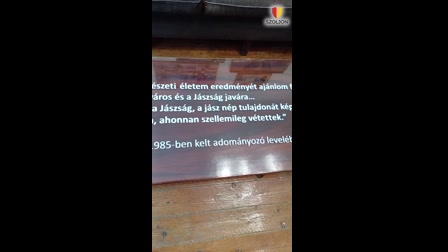 SZOLJON
észeti életem eredményét ajánlom f
város és a Jászság javára...
a Jászság, a jász nép tulajdonát kép
, ahonnan szellemileg vétettek."
1985-ben kelt adományozó leveléb